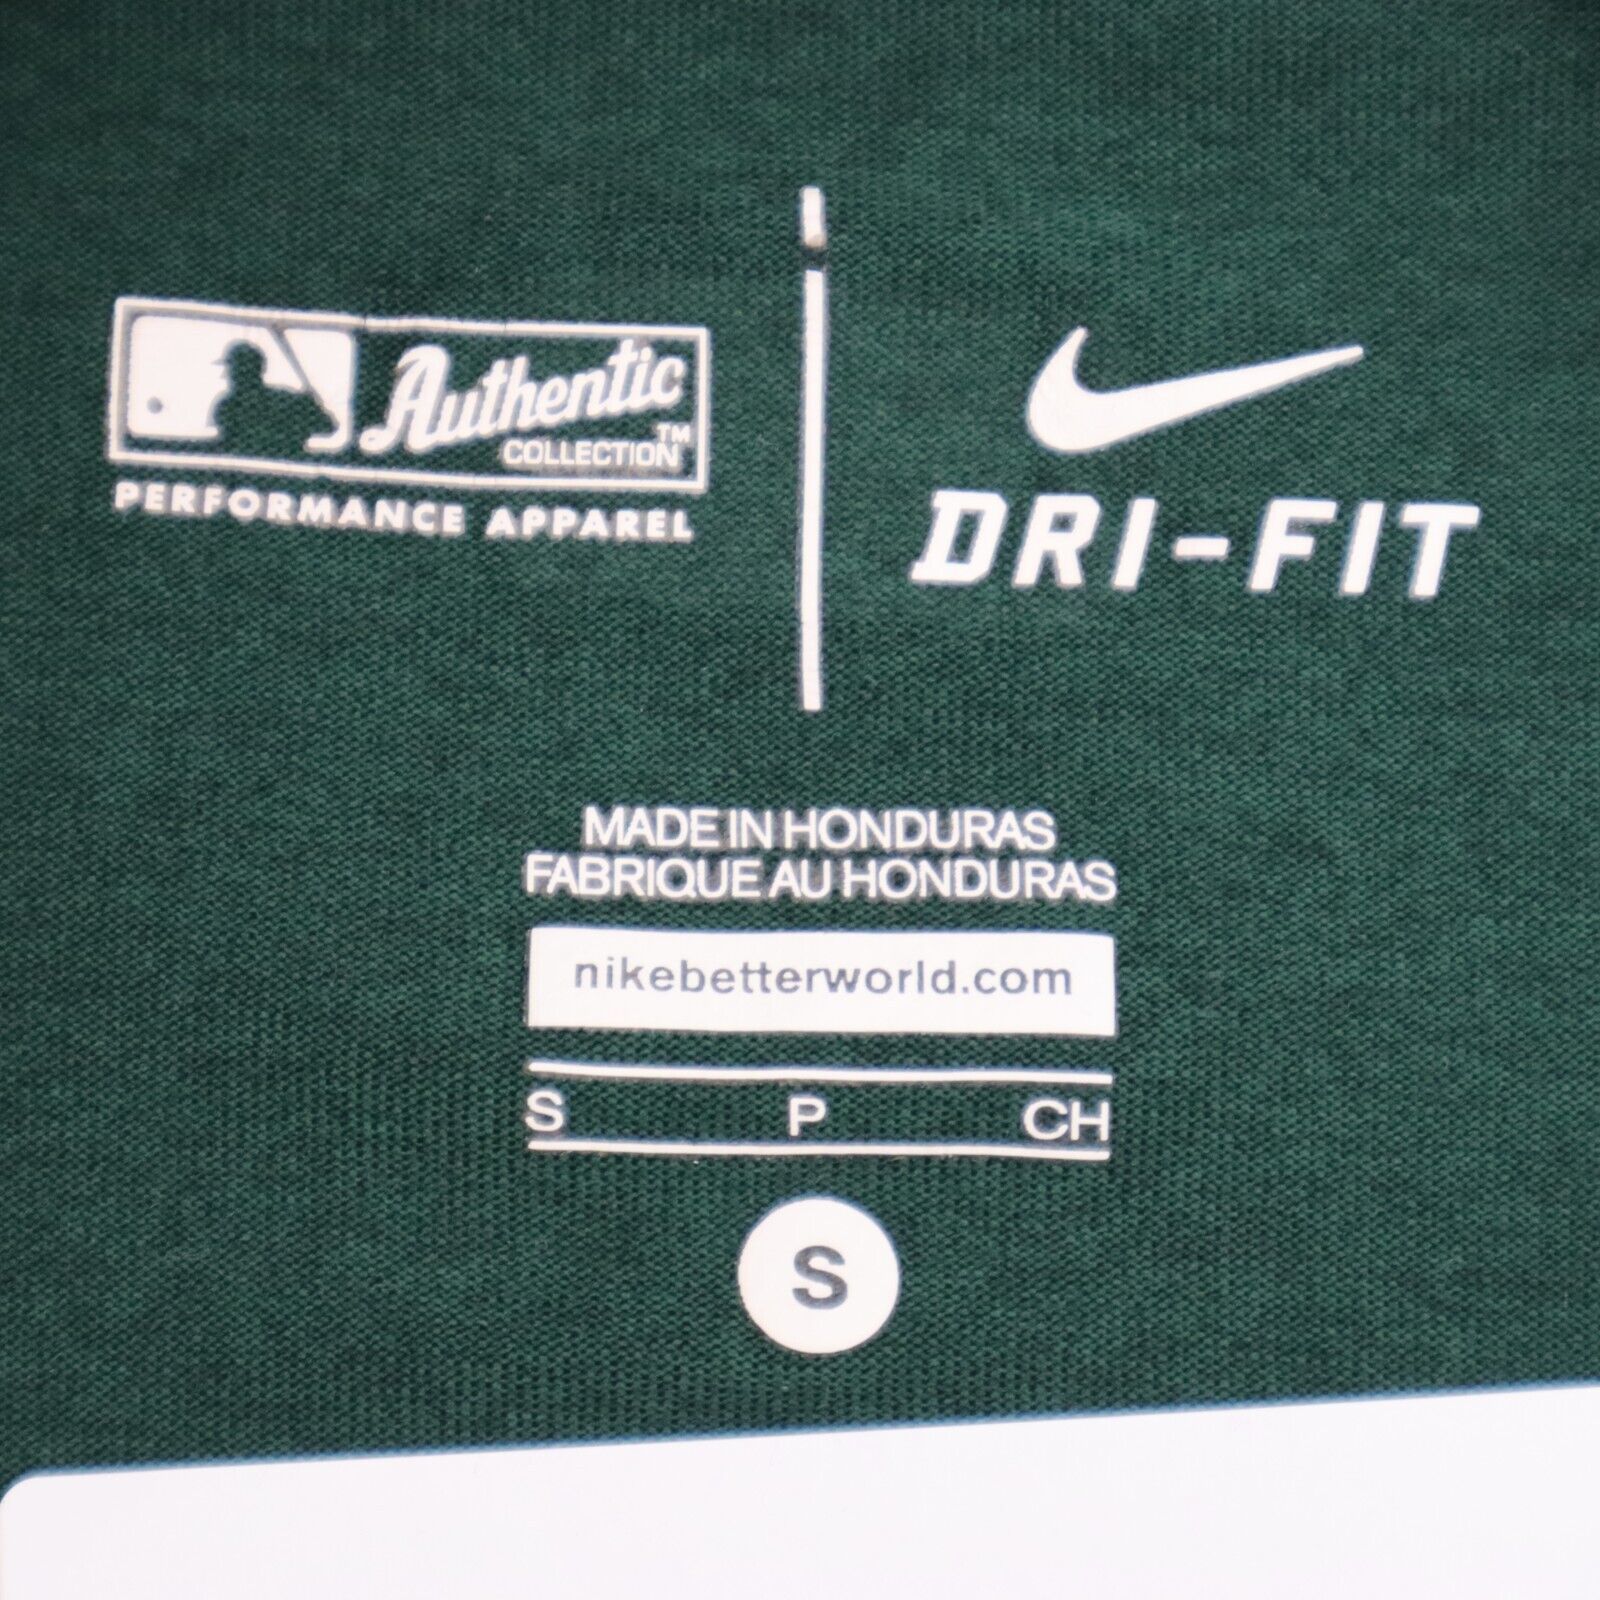 Authentic
COLLECTION™
PERFORMANCE APPAREL
DRI-FIT
MADE IN HONDURAS
FABRIQUE AU HONDURAS
nikebetterworld.com
S P CH
S